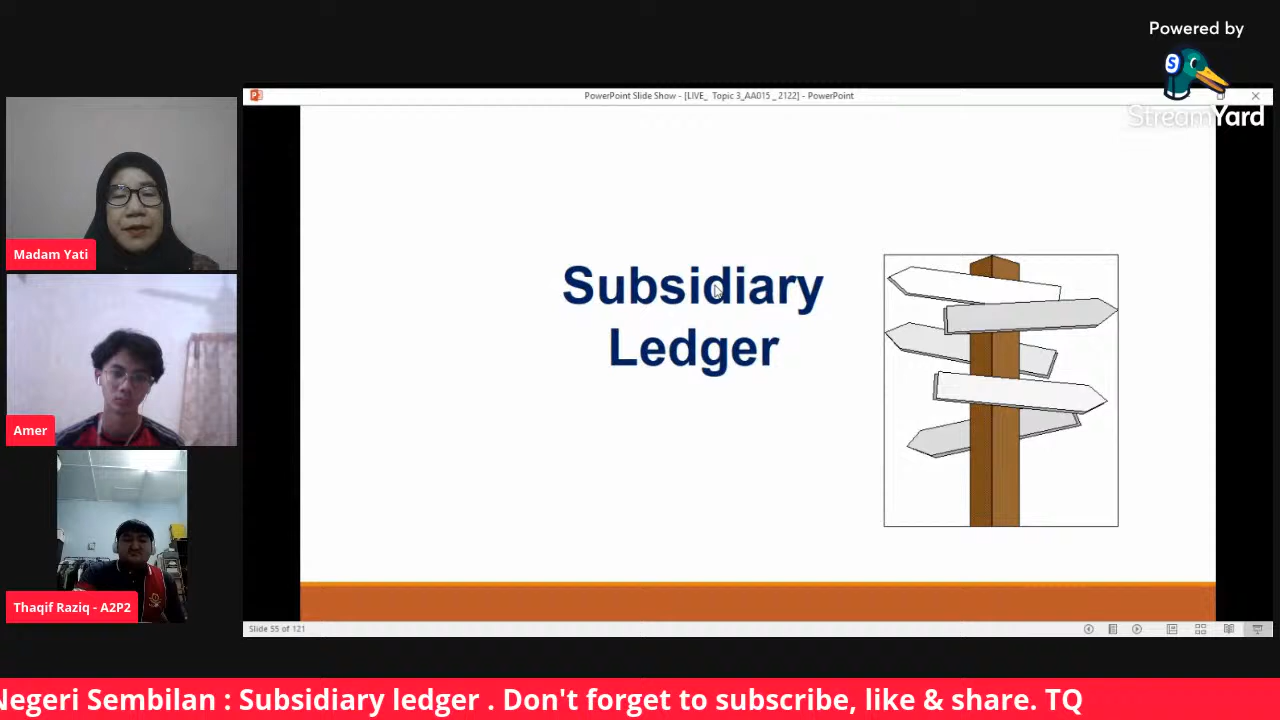 Powered by
StreamYard
PowerPoint Slide Show - [LIVE_ Topic 3_AA015 _ 2122] - PowerPoint
Madam Yati
Amer
Thaqif Raziq - A2P2
Subsidiary
Ledger
Slide 55 of 121
Negeri Sembilan : Subsidiary ledger . Don't forget to subscribe, like & share. TQ